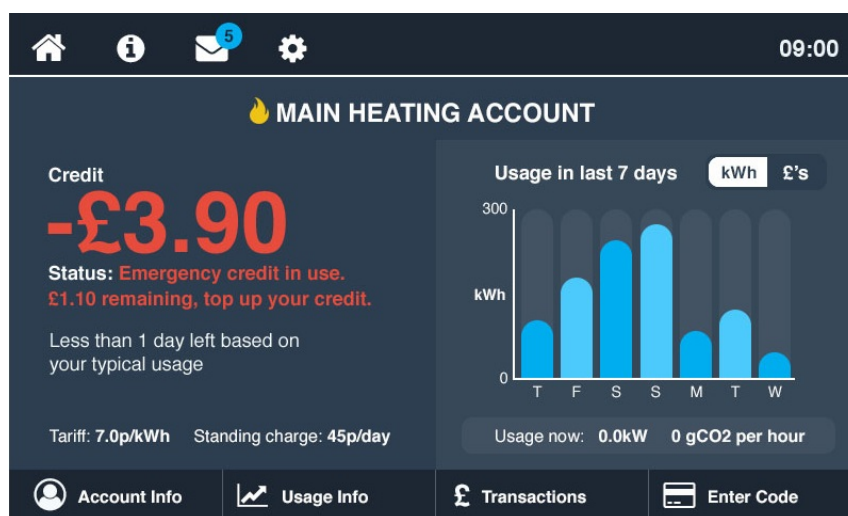 5
09:00
MAIN HEATING ACCOUNT
Credit
-£3.90
Status: Emergency credit in use.
£1.10 remaining, top up your credit.
Less than 1 day left based on
your typical usage
Tariff: 7.0p/kWh Standing charge: 45p/day
Usage in last 7 days kWh £'s
300
kWh
0
T F S S M T W
Usage now: 0.0kW 0 gCO2 per hour
Account Info Usage Info £ Transactions Enter Code